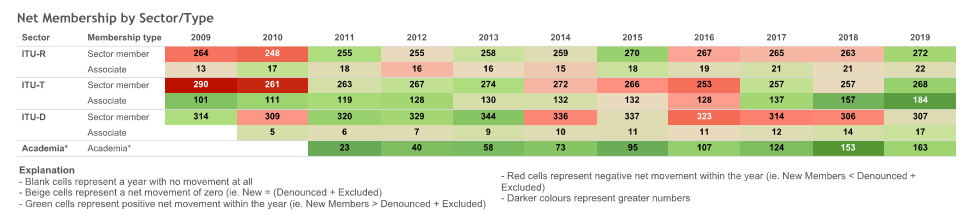 Net Membership by Sector/Type
Sector Membership type 2009 2010 2011 2012 2013 2014 2015 2016 2017 2018 2019
ITU-R Sector member 264 248 255 255 258 259 270 267 265 263 272
Associate 13 17 18 16 16 15 18 19 21 21 22
ITU-T Sector member 290 261 263 267 274 272 266 253 257 257 268
Associate 101 111 119 128 130 132 132 128 137 157 184
ITU-D Sector member 314 309 320 329 344 336 337 323 314 306 307
Associate 5 6 7 9 10 11 11 12 14 17
Academia* Academia* 23 40 58 73 95 107 124 153 163
Explanation
- Blank cells represent a year with no movement at all
- Beige cells represent a net movement of zero (ie. New = (Denounced + Excluded)
- Green cells represent positive net movement within the year (ie. New Members > Denounced + Excluded)
- Red cells represent negative net movement within the year (ie. New Members < Denounced +
Excluded)
- Darker colours represent greater numbers